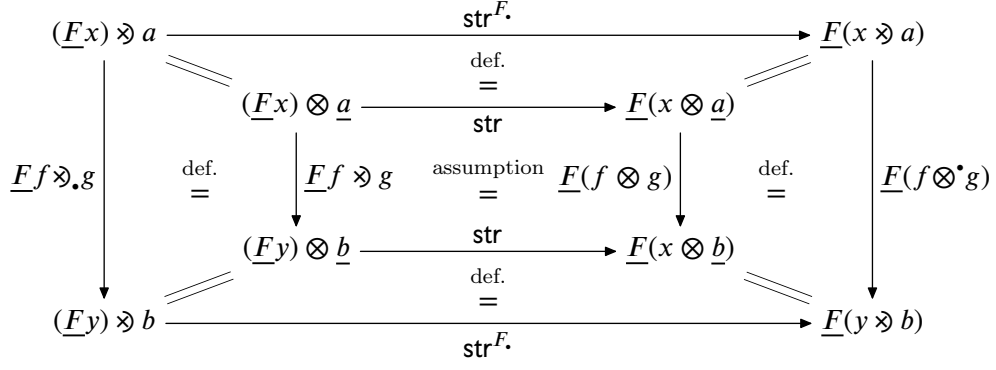 str^{F•}
(F̲x) ⦊ a F̲(x ⦊ a)
def.
=
(F̲x) ⊗ a̲ F̲(x ⊗ a̲)
str
def. assumption def.
F̲f⦊•g = F̲f ⦊ g = F̲(f ⊗ g) = F̲(f⊗•g)
str
(F̲y) ⊗ b̲ F̲(x ⊗ b̲)
def.
=
(F̲y) ⦊ b F̲(y ⦊ b)
str^{F•}